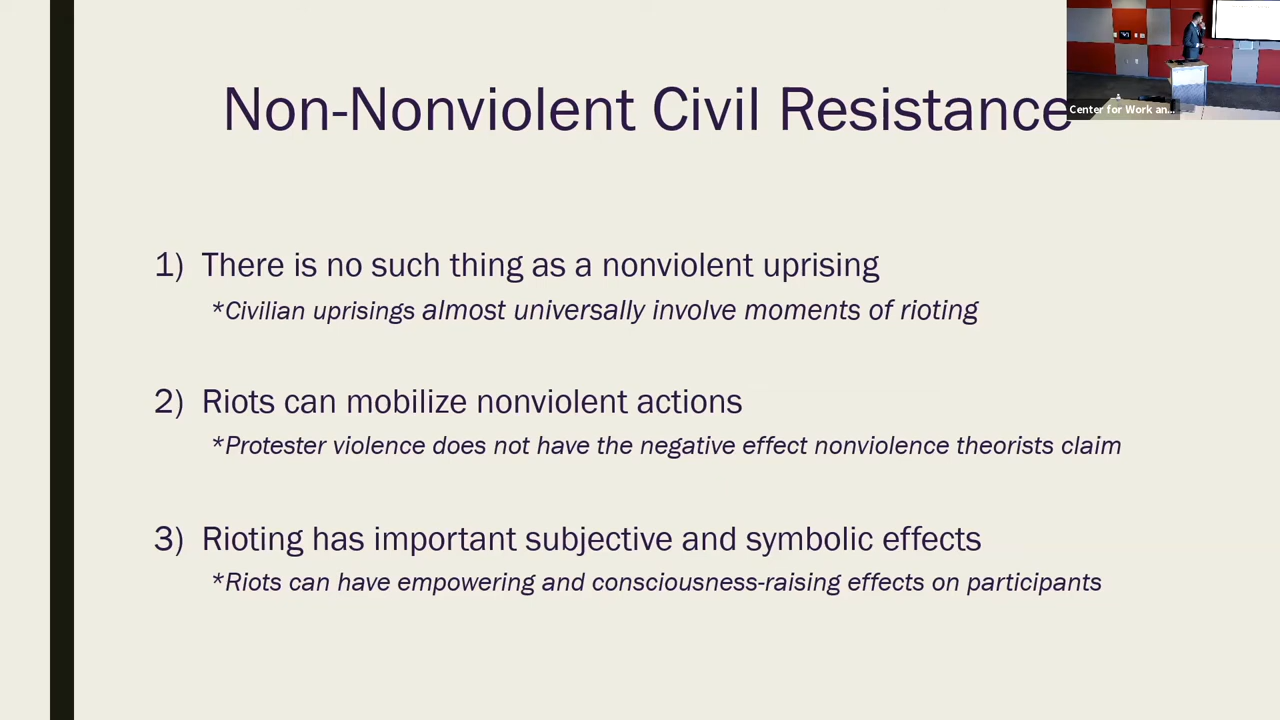 Non-Nonviolent Civil Resistance
Center for Work an...
1) There is no such thing as a nonviolent uprising
*Civilian uprisings almost universally involve moments of rioting
2) Riots can mobilize nonviolent actions
*Protester violence does not have the negative effect nonviolence theorists claim
3) Rioting has important subjective and symbolic effects
*Riots can have empowering and consciousness-raising effects on participants